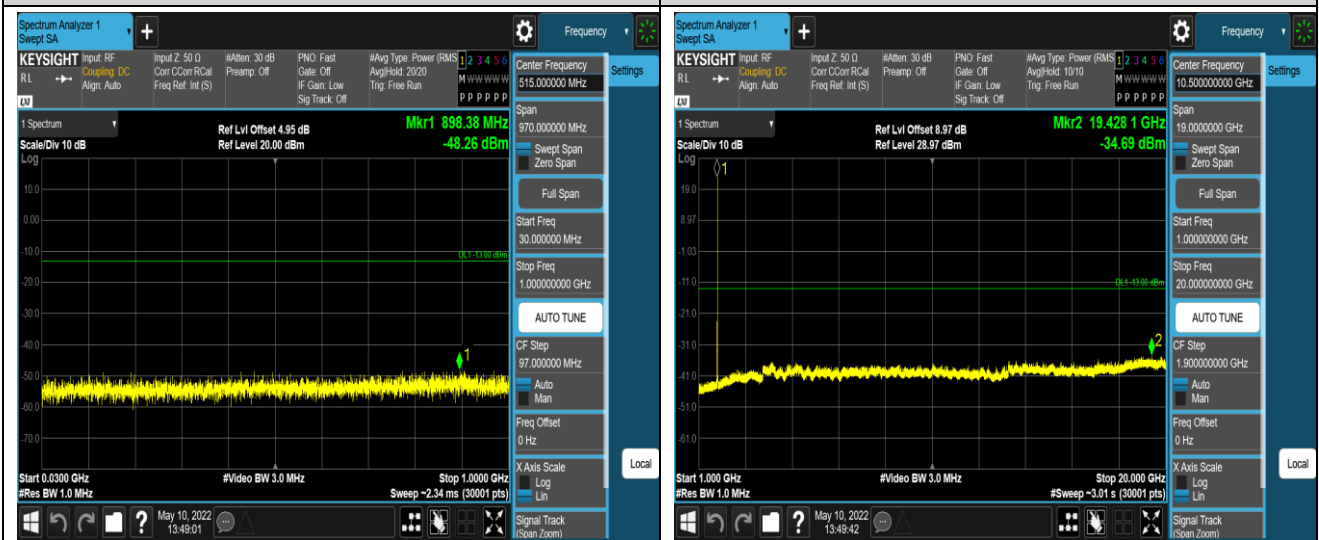 Spectrum Analyzer 1
Swept SA
Frequency
KEYSIGHT
RL
LXI
Input: RF
Coupling: DC
Align: Auto
Input Z: 50 Ω
Corr CCorr RCal
Freq Ref: Int (S)
#Atten: 30 dB
Preamp: Off
PNO: Fast
Gate: Off
IF Gain: Low
Sig Track: Off
#Avg Type: Power (RMS
Avg|Hold: 20/20
Trig: Free Run
1 2 3 4 5 6
M W W W W W
P P P P P P
Settings
1 Spectrum
Scale/Div 10 dB
Log
Ref Lvl Offset 4.95 dB
Ref Level 20.00 dBm
Mkr1 898.38 MHz
-48.26 dBm
10.0
0.00
-10.0
-20.0
-30.0
-40.0
-50.0
-60.0
-70.0
DL1 -13.00 dBm
1
Start 0.0300 GHz
#Res BW 1.0 MHz
#Video BW 3.0 MHz
Stop 1.0000 GHz
Sweep ~2.34 ms (30001 pts)
Center Frequency
515.000000 MHz
Span
970.000000 MHz
Swept Span
Zero Span
Full Span
Start Freq
30.000000 MHz
Stop Freq
1.000000000 GHz
AUTO TUNE
CF Step
97.000000 MHz
Auto
Man
Freq Offset
0 Hz
X Axis Scale
Log
Lin
Signal Track
(Span Zoom)
Local
May 10, 2022
13:49:01
Spectrum Analyzer 1
Swept SA
Frequency
KEYSIGHT
RL
LXI
Input: RF
Coupling: DC
Align: Auto
Input Z: 50 Ω
Corr CCorr RCal
Freq Ref: Int (S)
#Atten: 30 dB
Preamp: Off
PNO: Fast
Gate: Off
IF Gain: Low
Sig Track: Off
#Avg Type: Power (RMS
Avg|Hold: 10/10
Trig: Free Run
1 2 3 4 5 6
M W W W W W
P P P P P P
Settings
1 Spectrum
Scale/Div 10 dB
Log
Ref Lvl Offset 8.97 dB
Ref Level 28.97 dBm
Mkr2 19.428 1 GHz
-34.69 dBm
1
19.0
8.97
-1.03
-11.0
-21.0
-31.0
-41.0
-51.0
-61.0
DL1 -13.00 dBm
2
Start 1.000 GHz
#Res BW 1.0 MHz
#Video BW 3.0 MHz
Stop 20.000 GHz
#Sweep ~3.01 s (30001 pts)
Center Frequency
10.500000000 GHz
Span
19.0000000 GHz
Swept Span
Zero Span
Full Span
Start Freq
1.000000000 GHz
Stop Freq
20.000000000 GHz
AUTO TUNE
CF Step
1.900000000 GHz
Auto
Man
Freq Offset
0 Hz
X Axis Scale
Log
Lin
Signal Track
(Span Zoom)
Local
May 10, 2022
13:49:42